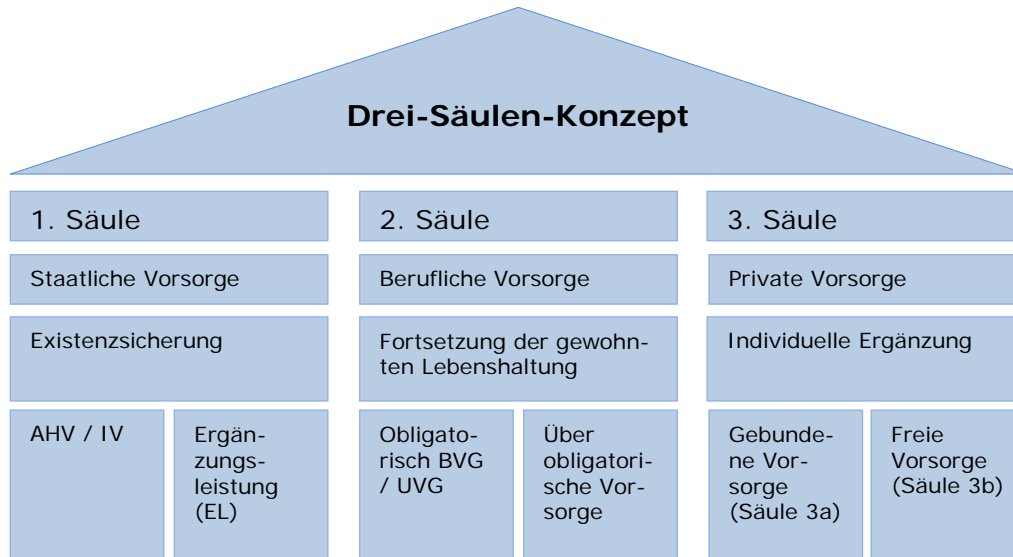 Drei-Säulen-Konzept
1. Säule
2. Säule
3. Säule
Staatliche Vorsorge
Berufliche Vorsorge
Private Vorsorge
Existenzsicherung
Fortsetzung der gewohn-
ten Lebenshaltung
Individuelle Ergänzung
AHV / IV
Ergän-
zungs-
leistung
(EL)
Obligato-
risch BVG
/ UVG
Über
obligatori-
sche Vor-
sorge
Gebunde-
ne Vor-
sorge
(Säule 3a)
Freie
Vorsorge
(Säule 3b)